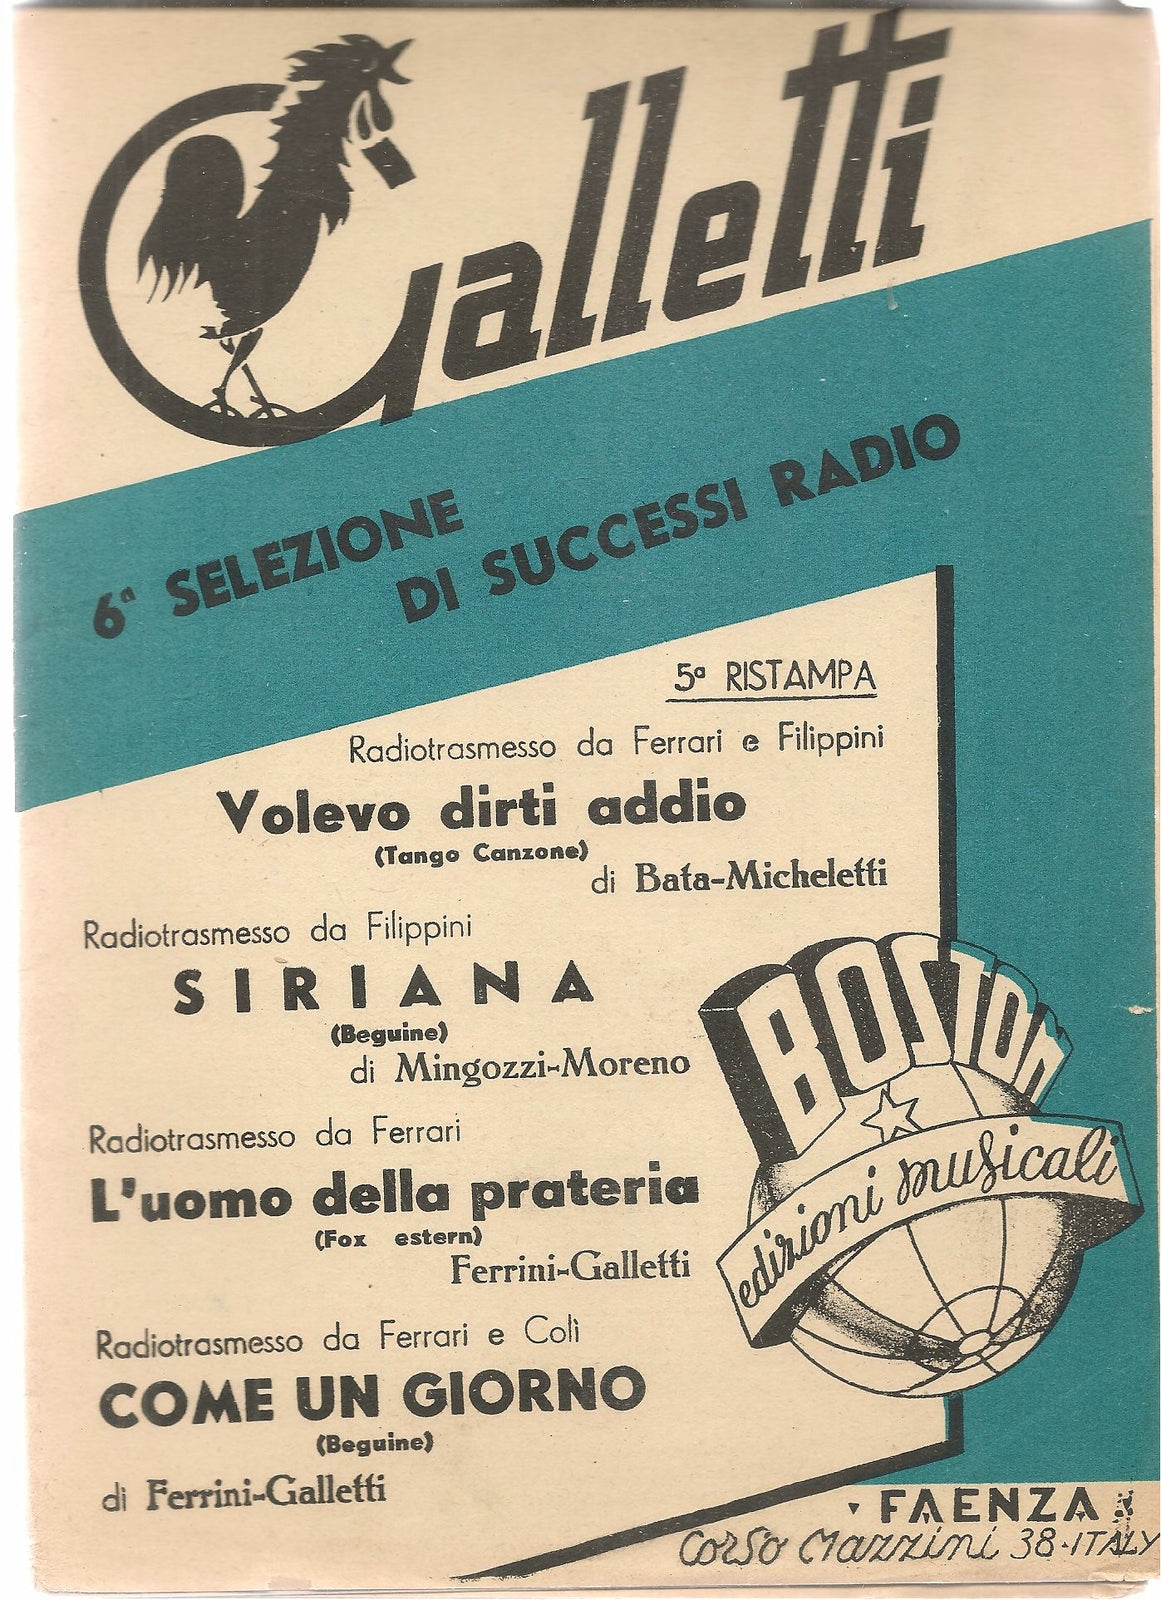 Galletti
6ª SELEZIONE
DI SUCCESSI RADIO
5ª RISTAMPA
Radiotrasmesso da Ferrari e Filippini
Volevo dirti addio
(Tango Canzone)
di Bata-Micheletti
Radiotrasmesso da Filippini
SIRIANA
(Beguine)
di Mingozzi-Moreno
Radiotrasmesso da Ferrari
L'uomo della prateria
(Fox estern)
Ferrini-Galletti
Radiotrasmesso da Ferrari e Colì
COME UN GIORNO
(Beguine)
di Ferrini-Galletti
BOSTON
edizioni musicali
FAENZA
Corso Mazzini 38-ITALY